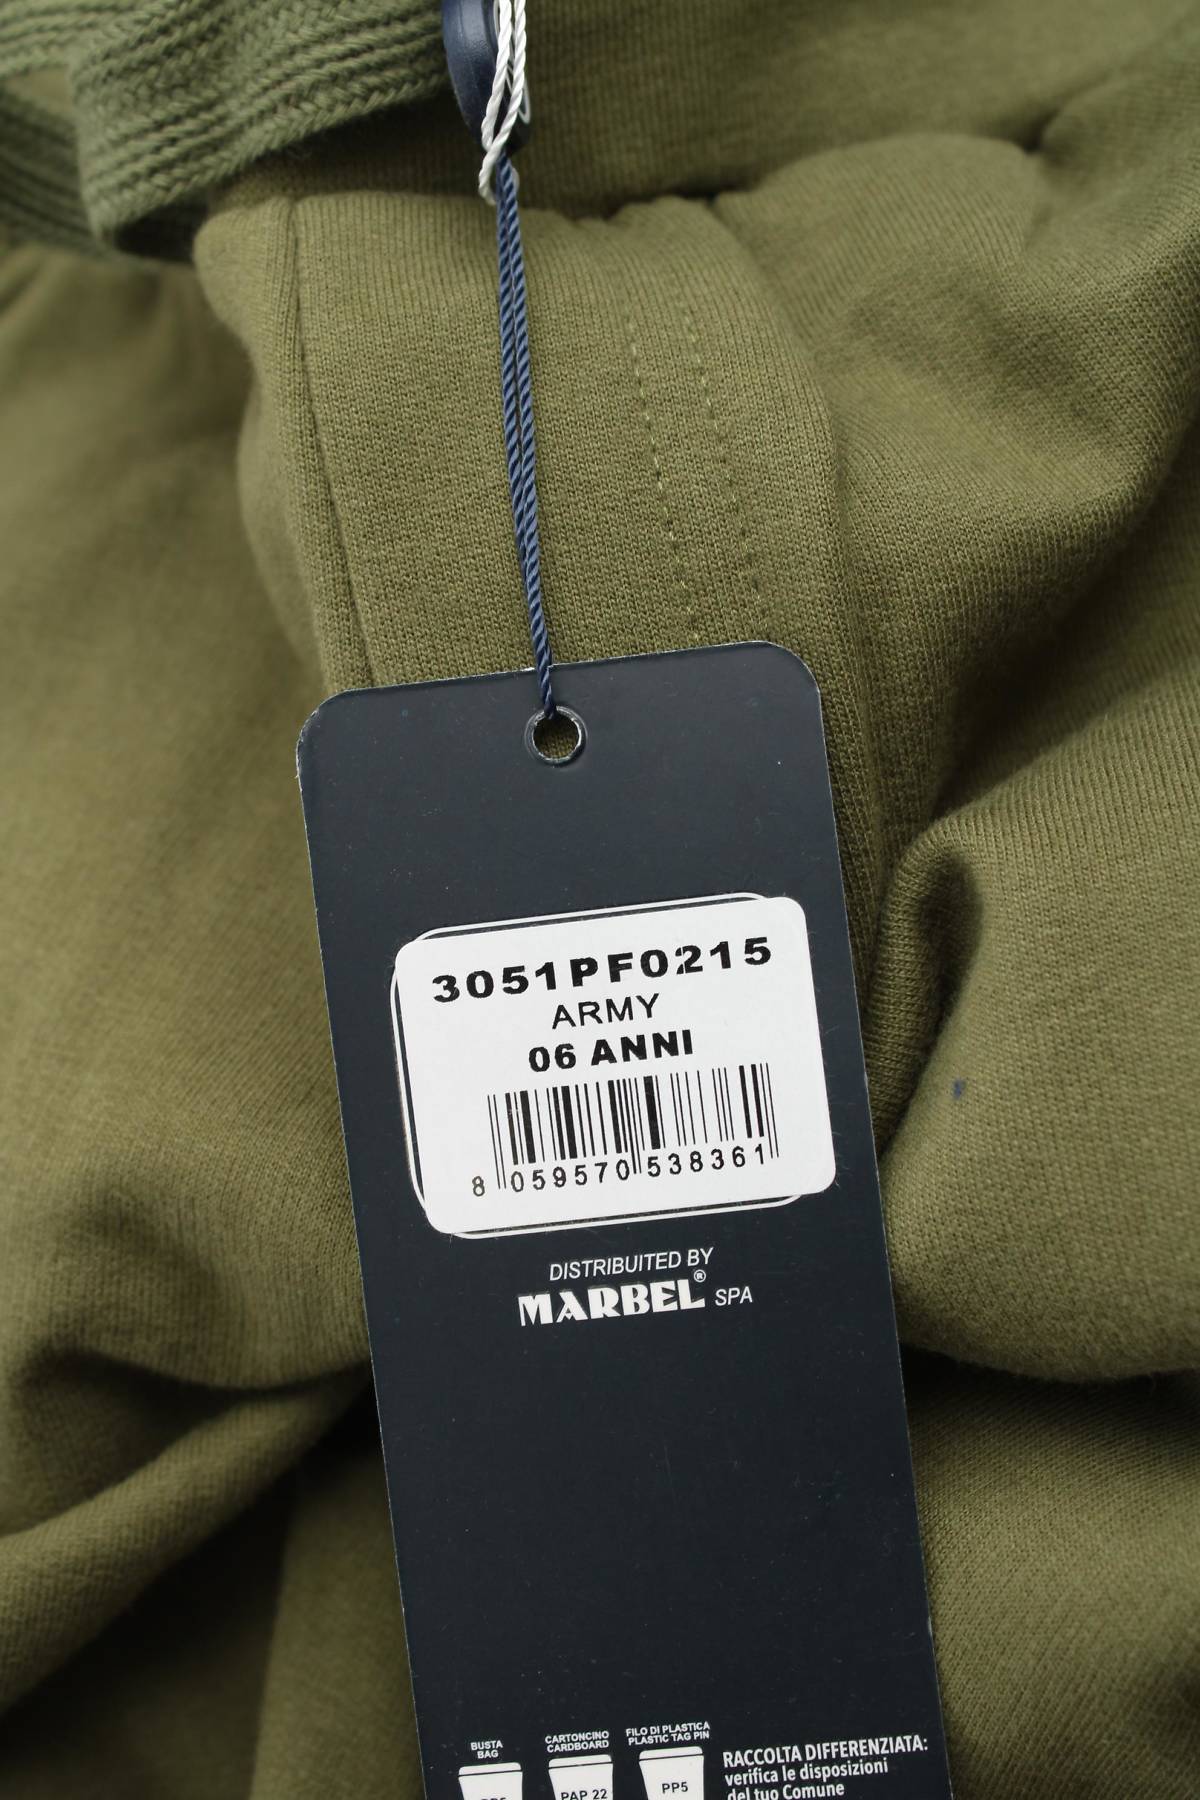 3051PF0215
ARMY
06 ANNI
8 059570 538361
DISTRIBUITED BY
MARBEL® SPA
BUSTA
BAG
CARTONCINO
CARDBOARD
PAP 22
FILO DI PLASTICA
PLASTIC TAG PIN
PP5
RACCOLTA DIFFERENZIATA:
verifica le disposizioni
del tuo Comune